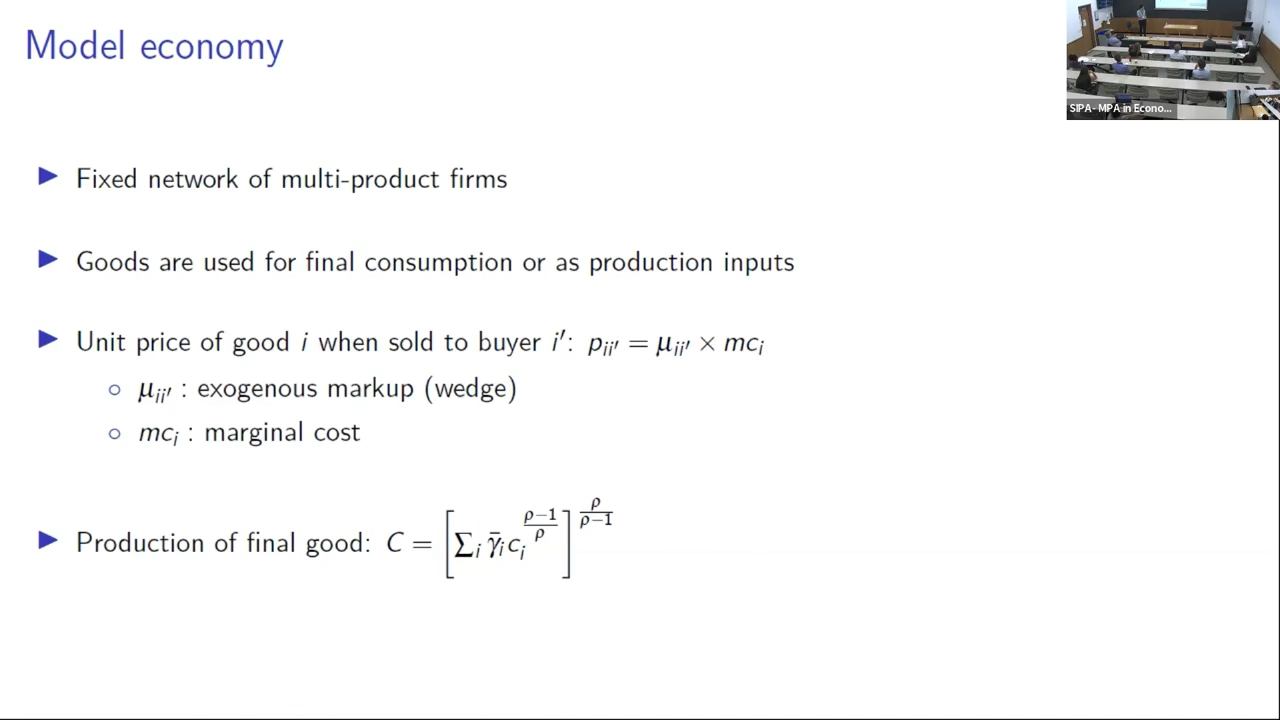 Model economy
SIPA- MPA in Econo...
▶ Fixed network of multi-product firms
▶ Goods are used for final consumption or as production inputs
▶ Unit price of good i when sold to buyer i′: p_{ii′} = μ_{ii′} × mc_i
○ μ_{ii′} : exogenous markup (wedge)
○ mc_i : marginal cost
▶ Production of final good: C = [∑_i γ̄_i c_i^{(ρ−1)/ρ}]^{ρ/(ρ−1)}